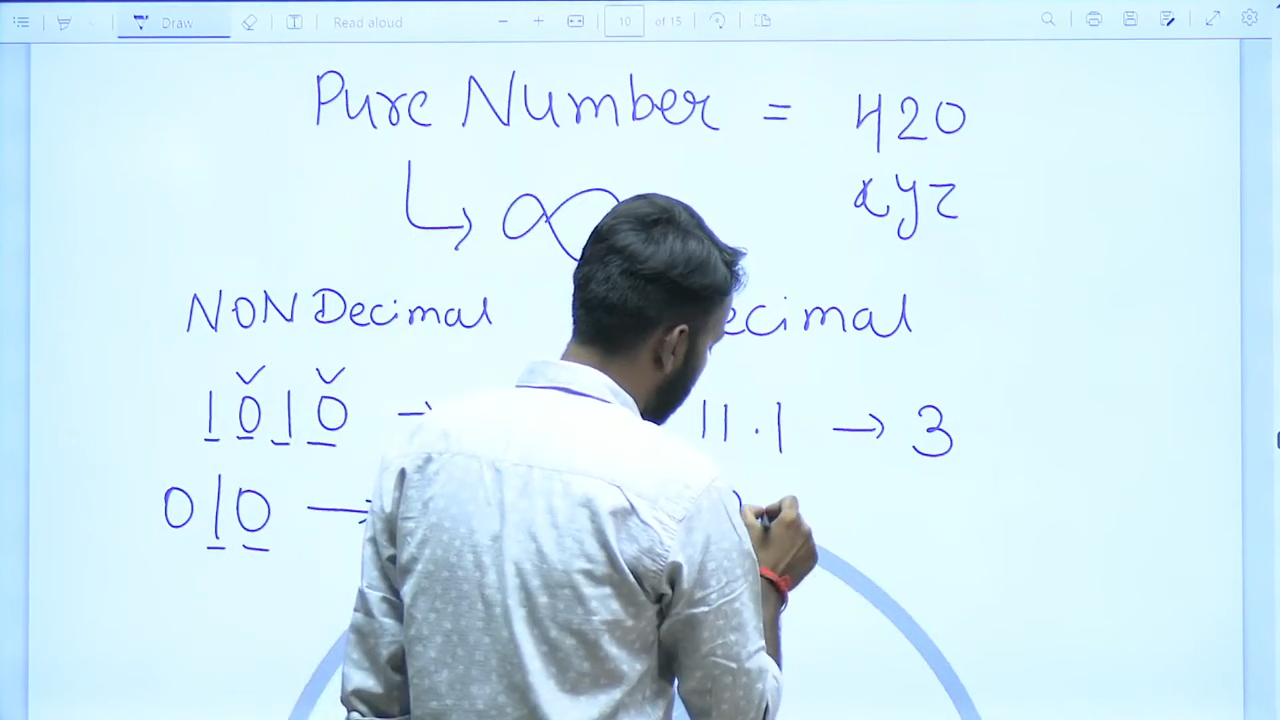 Draw
Read aloud
10 of 15
Pure Number = 420
xyz
↳ ∞
NON Decimal
ecimal
1010 →
11.1 → 3
010 →